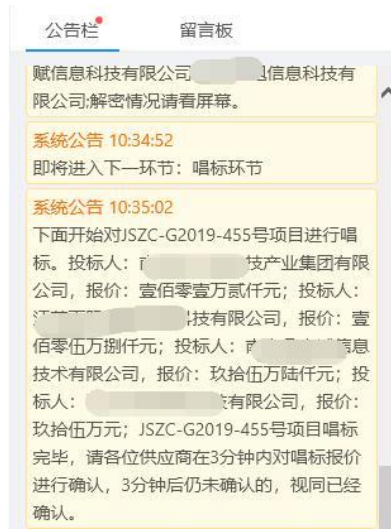 公告栏 留言板
赋信息科技有限公司 信息科技有
限公司;解密情况请看屏幕。
系统公告 10:34:52
即将进入下一环节：唱标环节
系统公告 10:35:02
下面开始对JSZC-G2019-455号项目进行唱
标。投标人： 技产业集团有限
公司，报价：壹佰零壹万贰仟元；投标人：
科技有限公司，报价：壹
佰零伍万捌仟元；投标人： 信息
技术有限公司，报价：玖拾伍万陆仟元；投
标人： 有限公司，报价：
玖拾伍万元；JSZC-G2019-455号项目唱标
完毕，请各位供应商在3分钟内对唱标报价
进行确认，3分钟后仍未确认的，视同已经
确认。